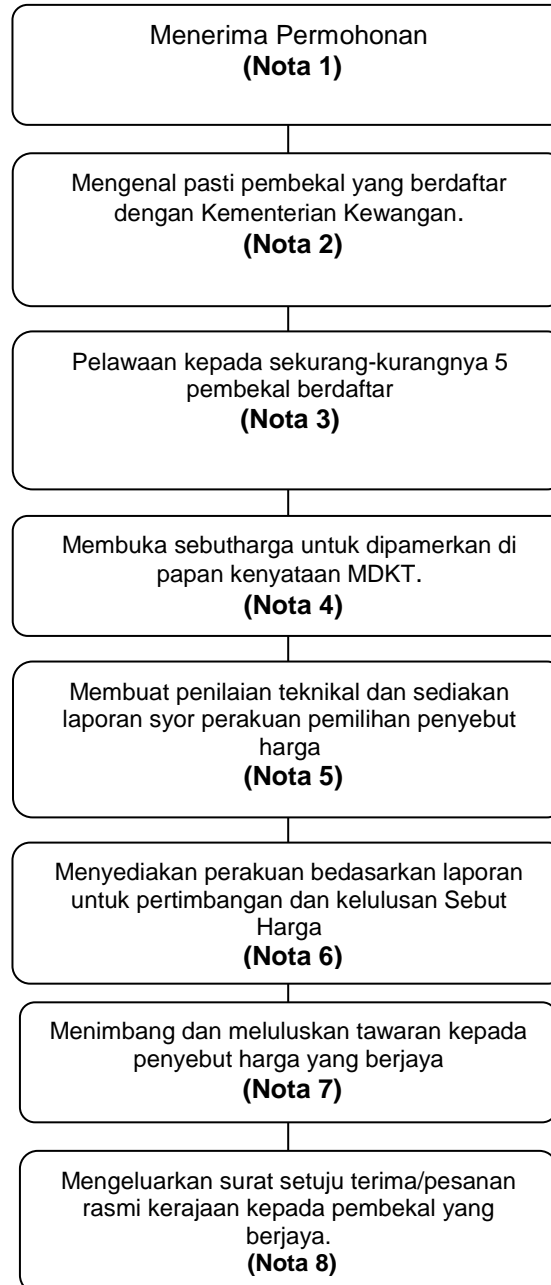 Menerima Permohonan
(Nota 1)
Mengenal pasti pembekal yang berdaftar
dengan Kementerian Kewangan.
(Nota 2)
Pelawaan kepada sekurang-kurangnya 5
pembekal berdaftar
(Nota 3)
Membuka sebutharga untuk dipamerkan di
papan kenyataan MDKT.
(Nota 4)
Membuat penilaian teknikal dan sediakan
laporan syor perakuan pemilihan penyebut
harga
(Nota 5)
Menyediakan perakuan bedasarkan laporan
untuk pertimbangan dan kelulusan Sebut
Harga
(Nota 6)
Menimbang dan meluluskan tawaran kepada
penyebut harga yang berjaya
(Nota 7)
Mengeluarkan surat setuju terima/pesanan
rasmi kerajaan kepada pembekal yang
berjaya.
(Nota 8)